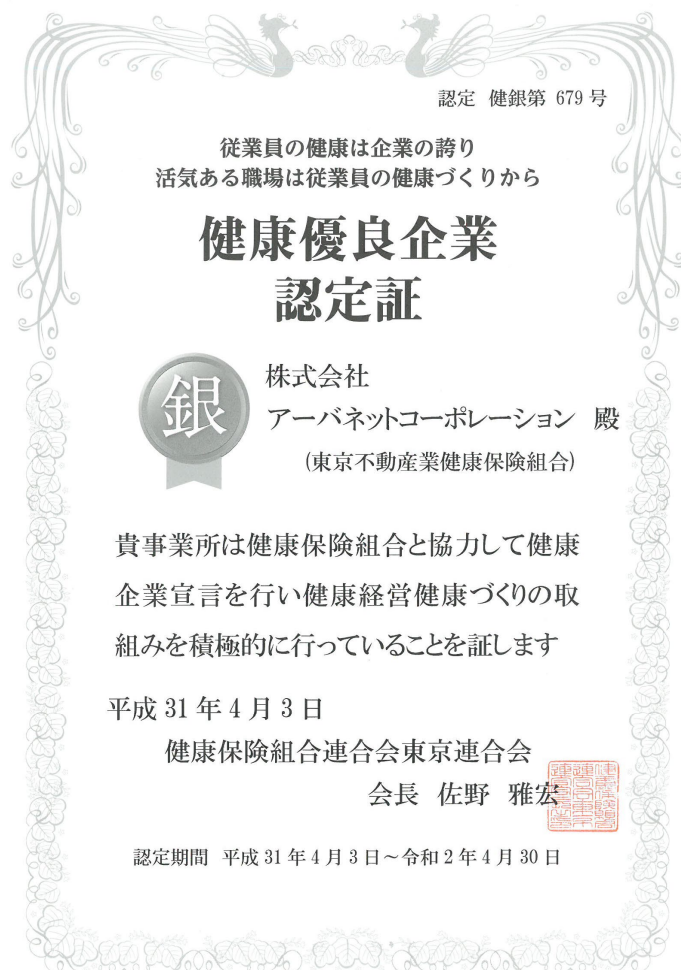 認定 健銀第 679 号
従業員の健康は企業の誇り
活気ある職場は従業員の健康づくりから
健康優良企業
認定証
銀
株式会社
アーバネットコーポレーション 殿
(東京不動産業健康保険組合)
貴事業所は健康保険組合と協力して健康
企業宣言を行い健康経営健康づくりの取
組みを積極的に行っていることを証します
平成 31 年 4 月 3 日
健康保険組合連合会東京連合会
会長 佐野 雅宏
認定期間 平成 31 年 4 月 3 日~令和 2 年 4 月 30 日